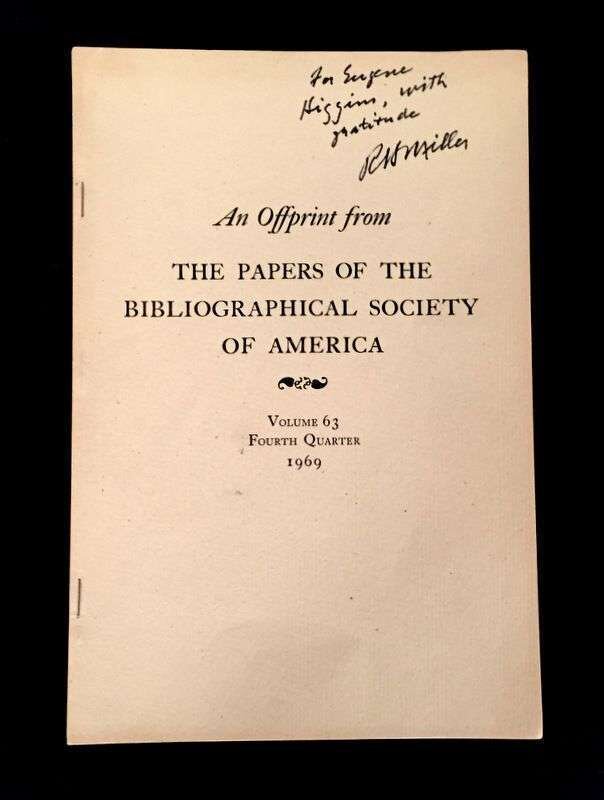 For Eugene
Higgins, with
gratitude
RHMiller
An Offprint from
THE PAPERS OF THE
BIBLIOGRAPHICAL SOCIETY
OF AMERICA
VOLUME 63
FOURTH QUARTER
1969